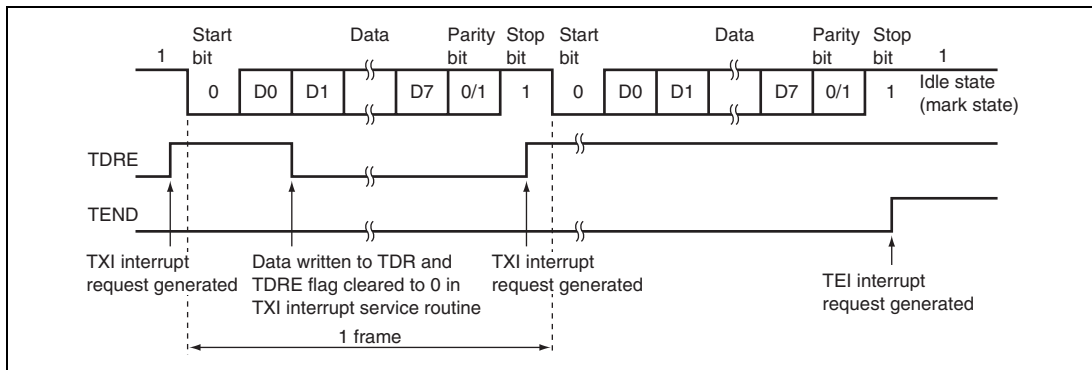 1 Start bit Data Parity bit Stop bit Start bit Data Parity bit Stop bit 1
0 D0 D1 D7 0/1 1 0 D0 D1 D7 0/1 1 Idle state (mark state)
TDRE
TEND
TXI interrupt request generated
Data written to TDR and TDRE flag cleared to 0 in TXI interrupt service routine
TXI interrupt request generated
TEI interrupt request generated
1 frame